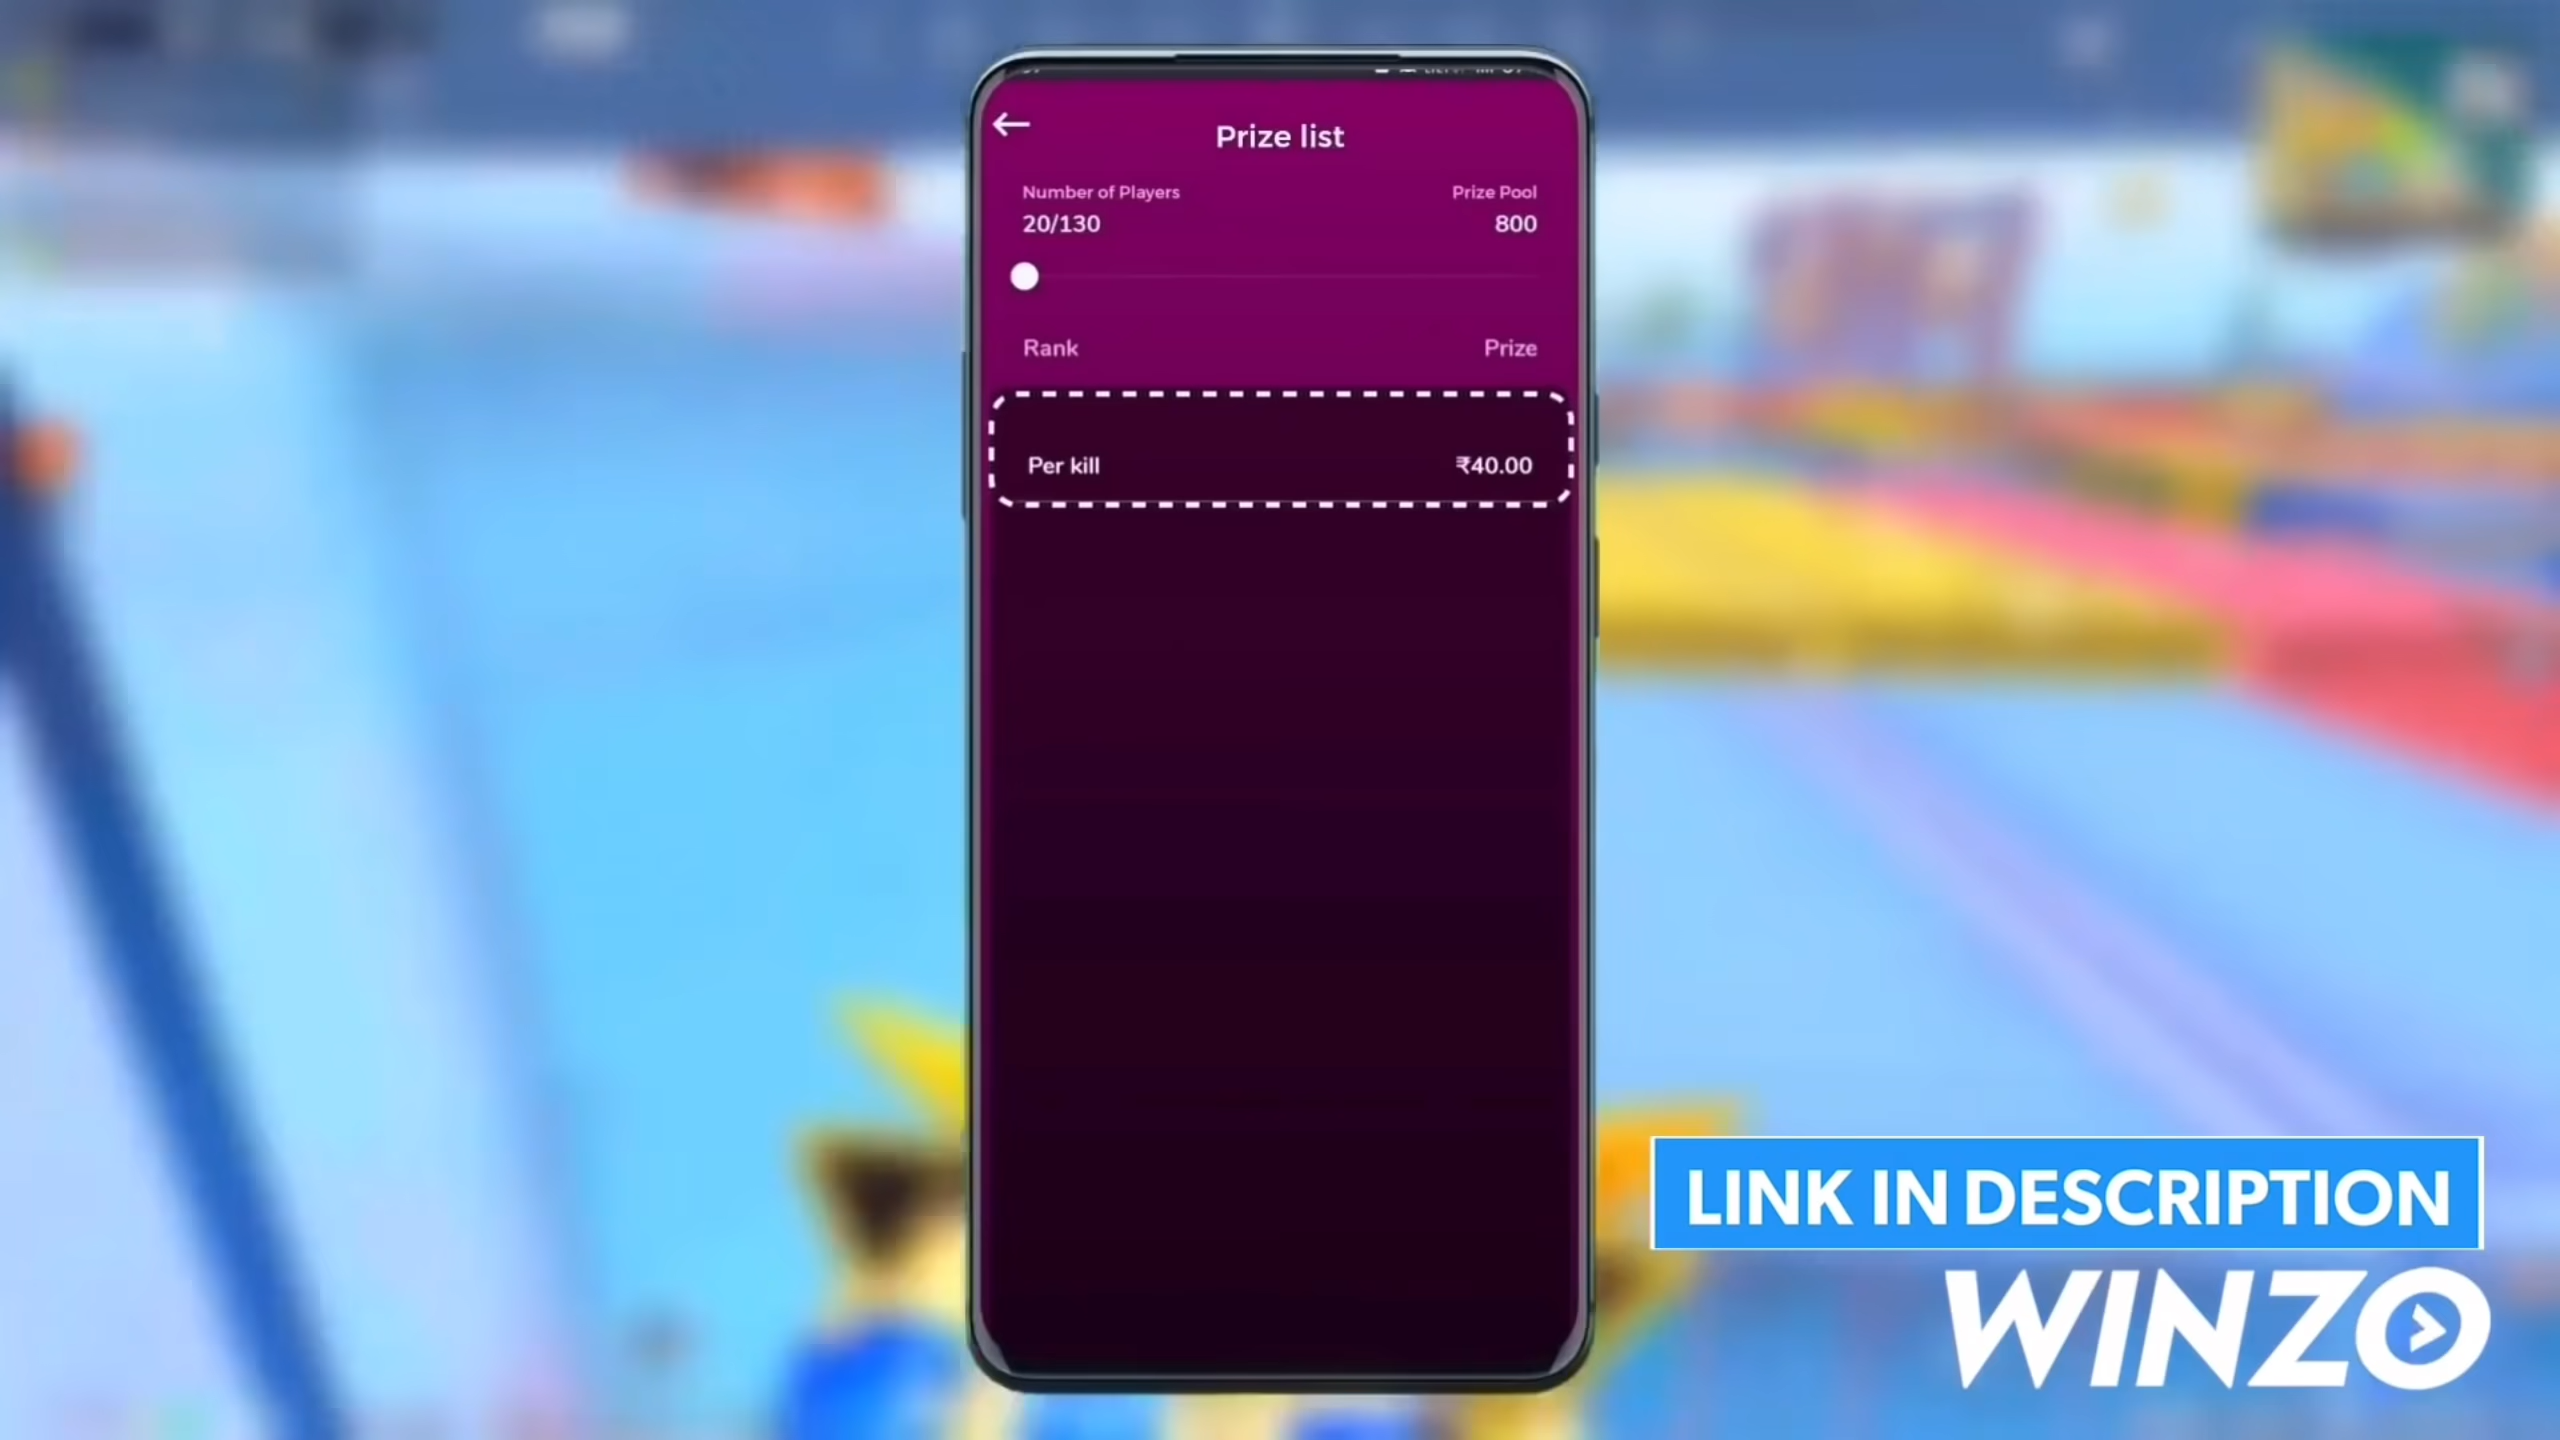 Prize list
Number of Players
Prize Pool
20/130
800
Rank
Prize
Per kill
₹40.00
LINK IN DESCRIPTION
WINZO